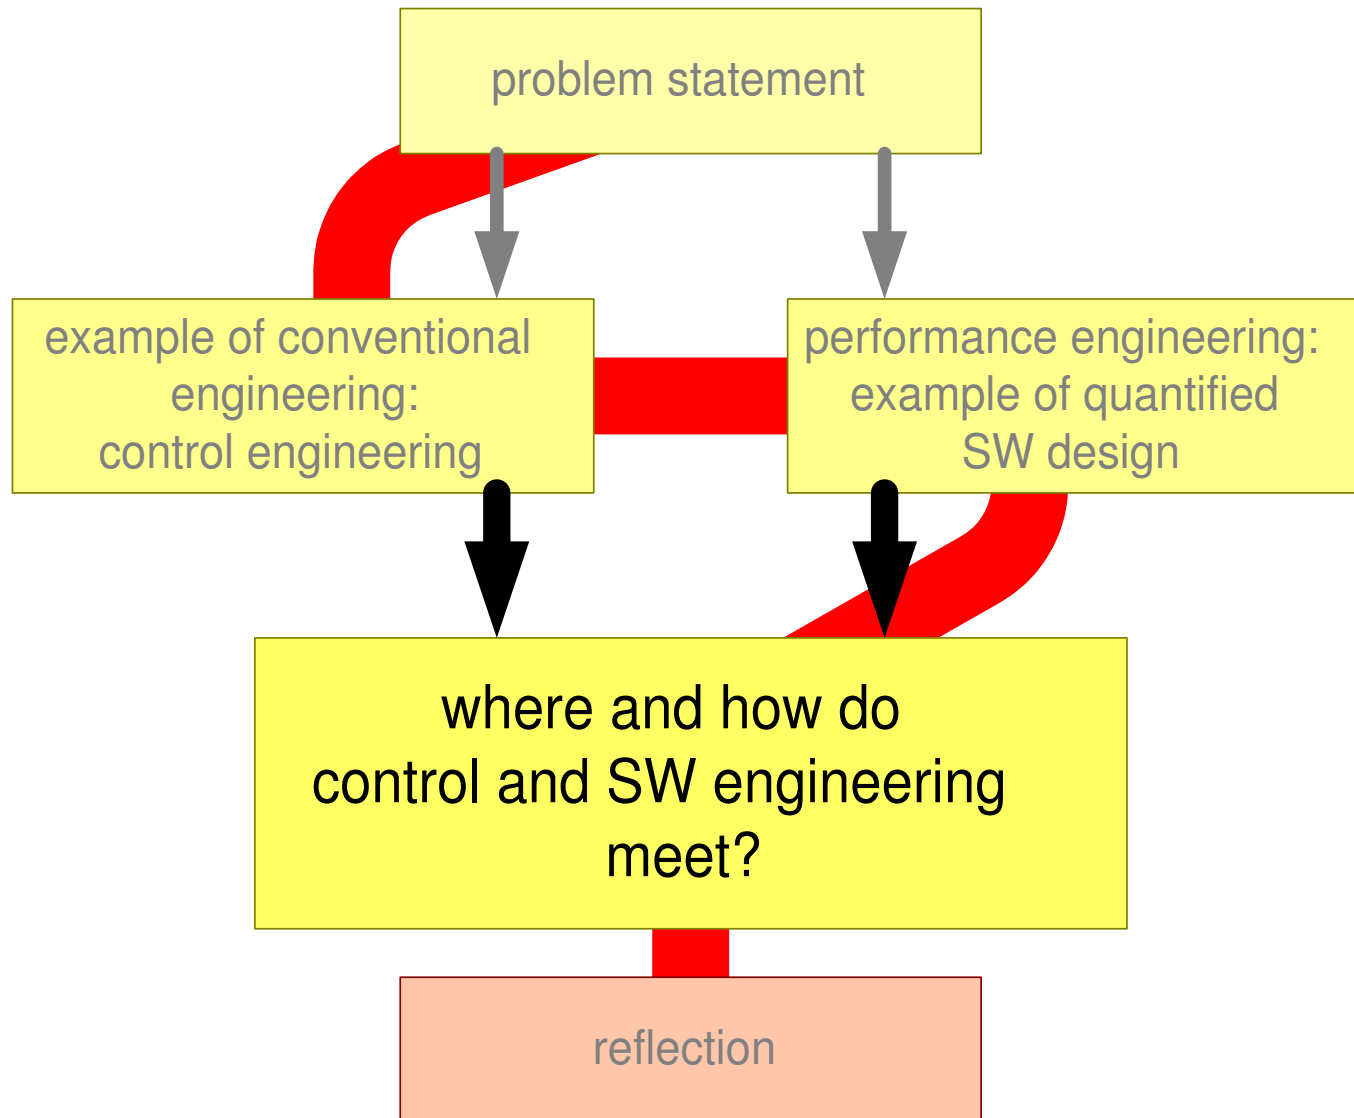 problem statement
example of conventional
engineering:
control engineering
performance engineering:
example of quantified
SW design
where and how do
control and SW engineering
meet?
reflection